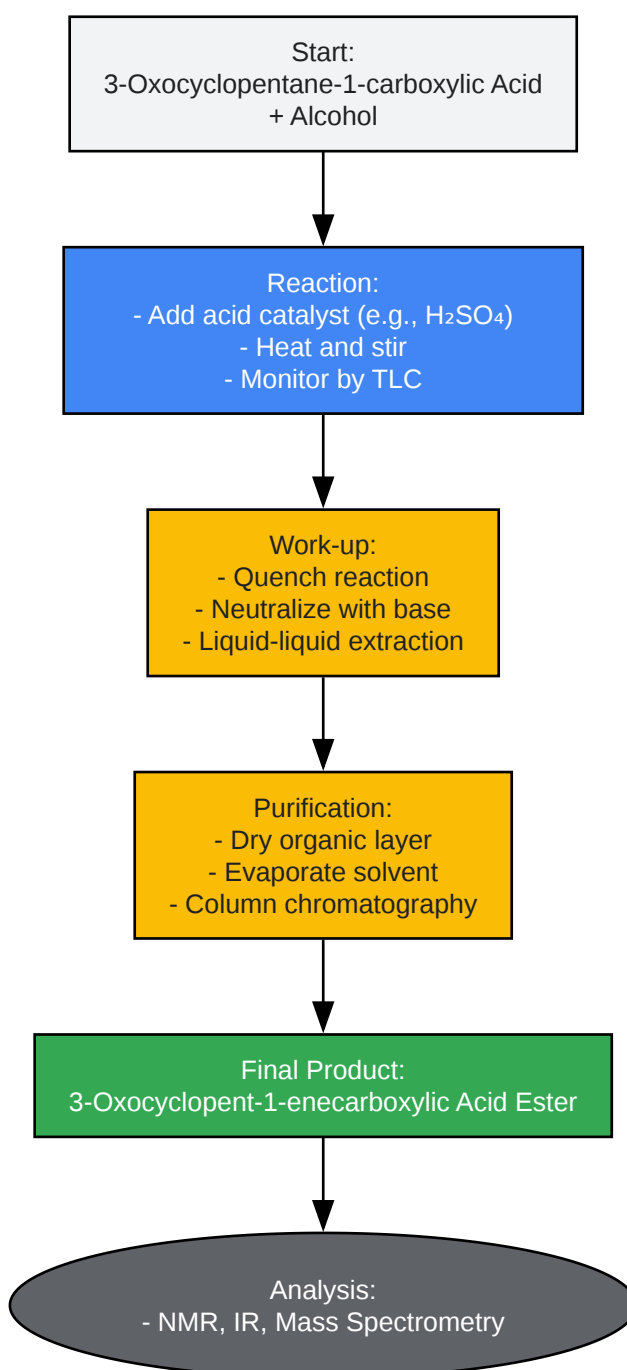 Start:
3-Oxocyclopentane-1-carboxylic Acid
+ Alcohol
Reaction:
- Add acid catalyst (e.g., H₂SO₄)
- Heat and stir
- Monitor by TLC
Work-up:
- Quench reaction
- Neutralize with base
- Liquid-liquid extraction
Purification:
- Dry organic layer
- Evaporate solvent
- Column chromatography
Final Product:
3-Oxocyclopent-1-enecarboxylic Acid Ester
Analysis:
- NMR, IR, Mass Spectrometry